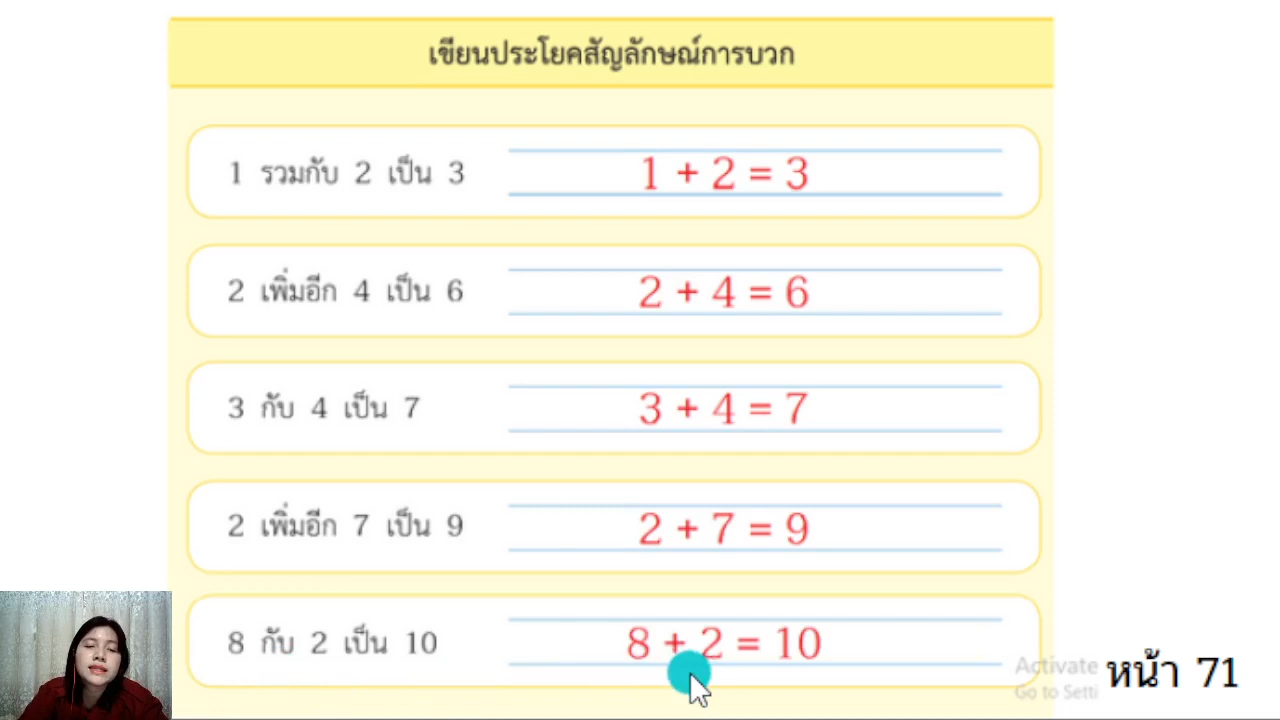 เขียนประโยคสัญลักษณ์การบวก
1 รวมกับ 2 เป็น 3 1 + 2 = 3
2 เพิ่มอีก 4 เป็น 6 2 + 4 = 6
3 กับ 4 เป็น 7 3 + 4 = 7
2 เพิ่มอีก 7 เป็น 9 2 + 7 = 9
8 กับ 2 เป็น 10 8 + 2 = 10
Activate
Go to Setti
หน้า 71